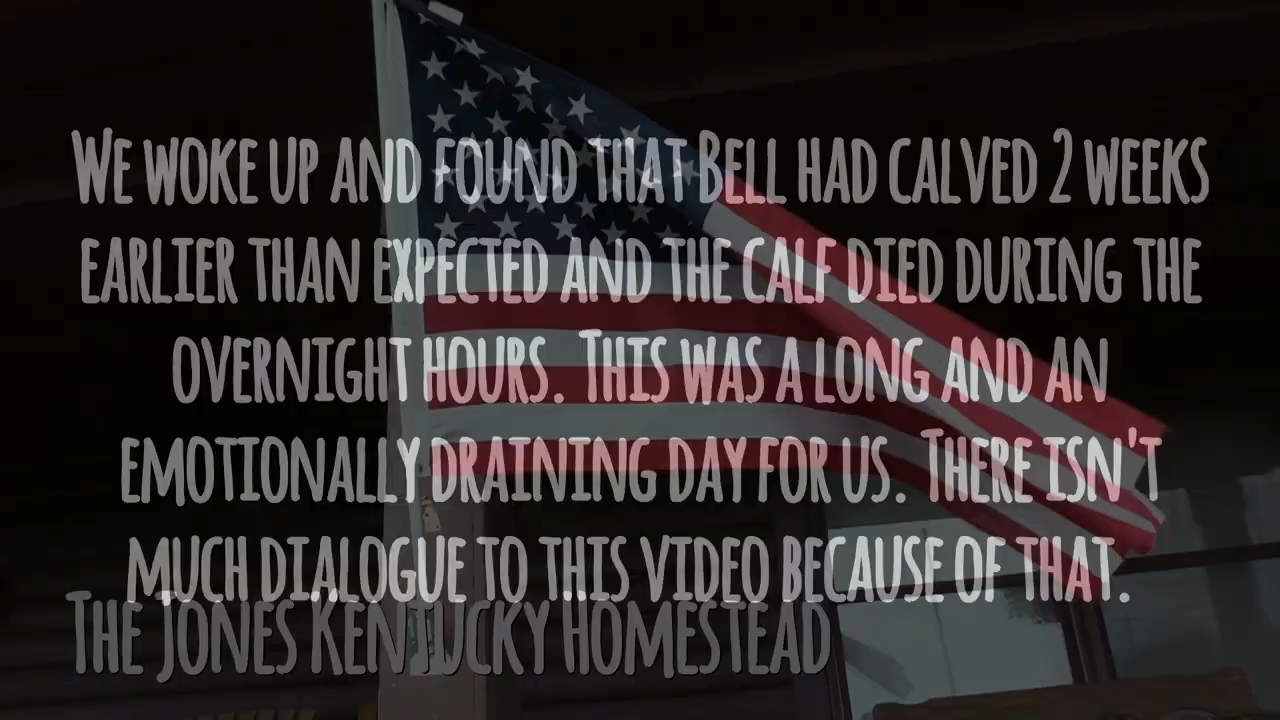 We woke up and found that Bell had calved 2 weeks
earlier than expected and the calf died during the
overnight hours. This was a long and an
emotionally draining day for us. There isn't
much dialogue to this video because of that.
The Jones Kentucky Homestead